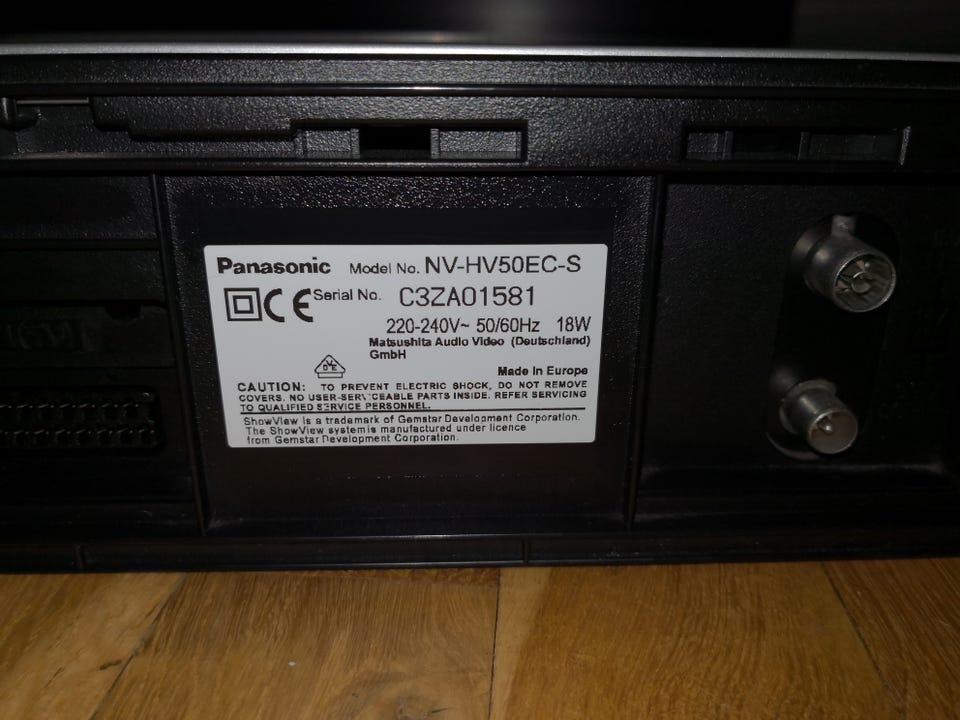 Panasonic Model No. NV-HV50EC-S
CE Serial No. C3ZA01581
220-240V~ 50/60Hz 18W
Matsushita Audio Video (Deutschland)
GmbH
VDE
Made In Europe
CAUTION: TO PREVENT ELECTRIC SHOCK, DO NOT REMOVE
COVERS. NO USER-SERVICEABLE PARTS INSIDE. REFER SERVICING
TO QUALIFIED SERVICE PERSONNEL.
ShowView is a trademark of Gemstar Development Corporation.
The ShowView system is manufactured under licence
from Gemstar Development Corporation.